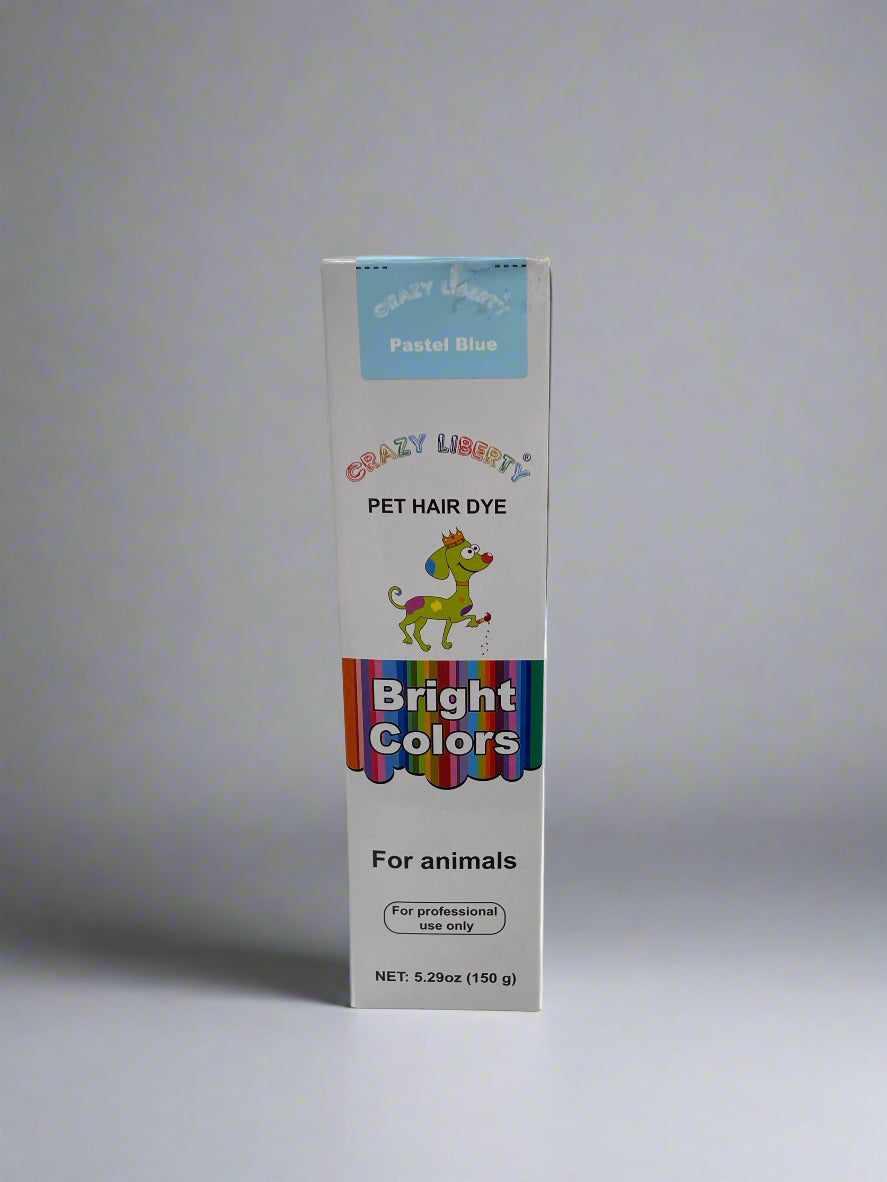 CRAZY LIBERTY
Pastel Blue
CRAZY LIBERTY®
PET HAIR DYE
Bright
Colors
For animals
For professional
use only
NET: 5.29oz (150 g)